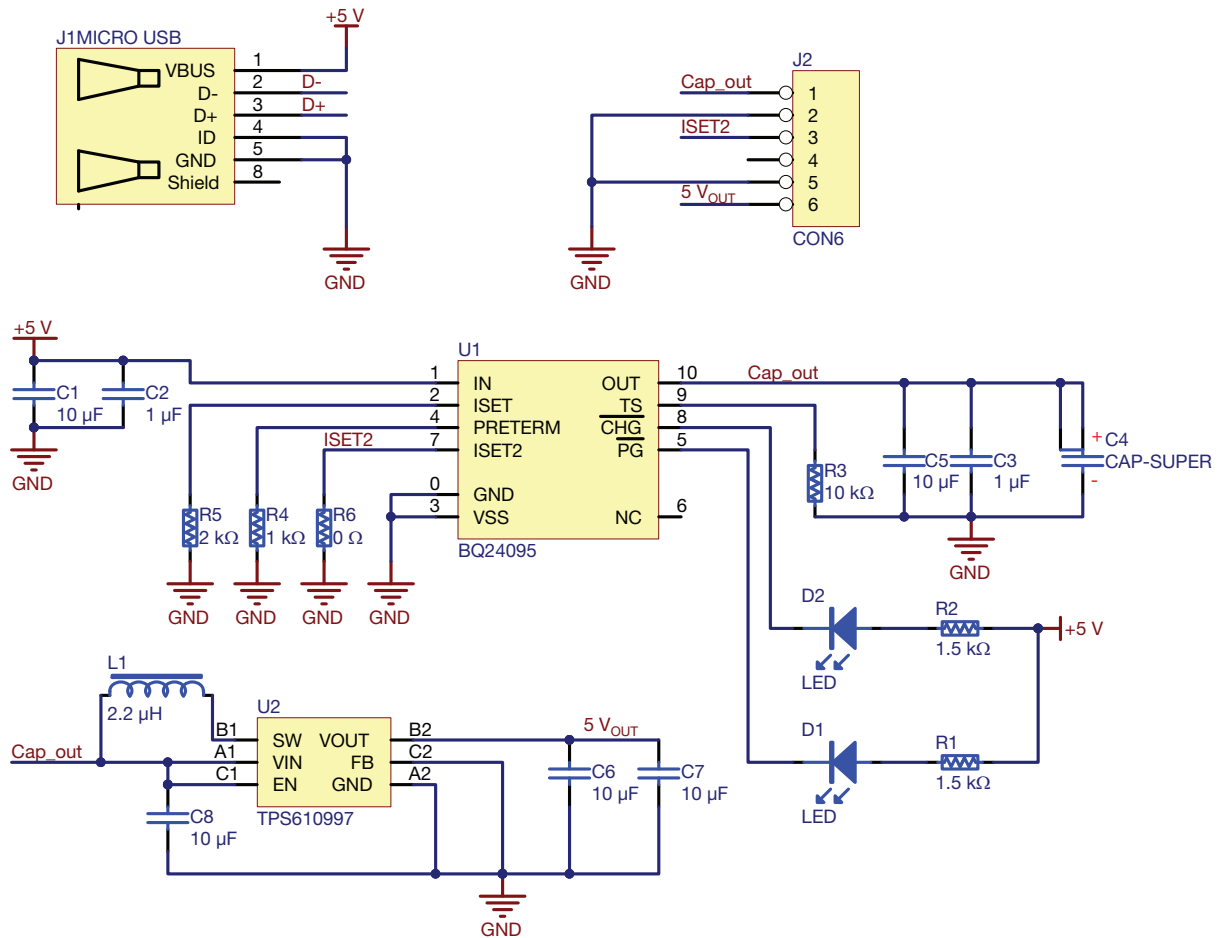 +5 V
J1MICRO USB
VBUS 1
D- 2 D-
D+ 3 D+
ID 4
GND 5
Shield 8
GND
J2
Cap_out 1
2
ISET2 3
4
5
5 VOUT 6
CON6
GND
+5 V
C1
10 µF
C2
1 µF
GND
U1
1 IN
2 ISET
4 PRETERM
7 ISET2
0 GND
3 VSS
OUT 10
TS 9
CHG 8
PG 5
NC 6
BQ24095
ISET2
R5
2 kΩ
R4
1 kΩ
R6
0 Ω
GND
GND
GND
GND
Cap_out
R3
10 kΩ
C5
10 µF
C3
1 µF
+
C4
CAP-SUPER
-
GND
D2
LED
R2
1.5 kΩ
+5 V
D1
LED
R1
1.5 kΩ
L1
2.2 µH
Cap_out
U2
B1 SW
A1 VIN
C1 EN
VOUT B2
FB C2
GND A2
TPS610997
C8
10 µF
5 VOUT
C6
10 µF
C7
10 µF
GND